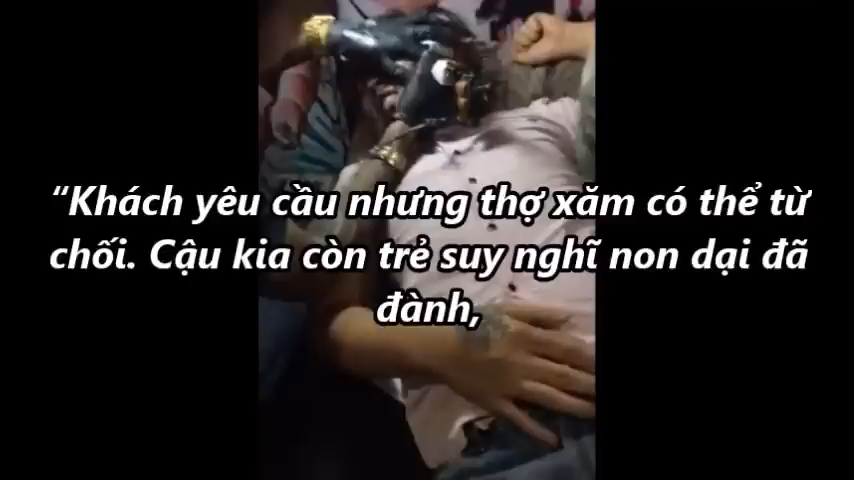 “Khách yêu cầu nhưng thợ xăm có thể từ
chối. Cậu kia còn trẻ suy nghĩ non dại đã
đành,